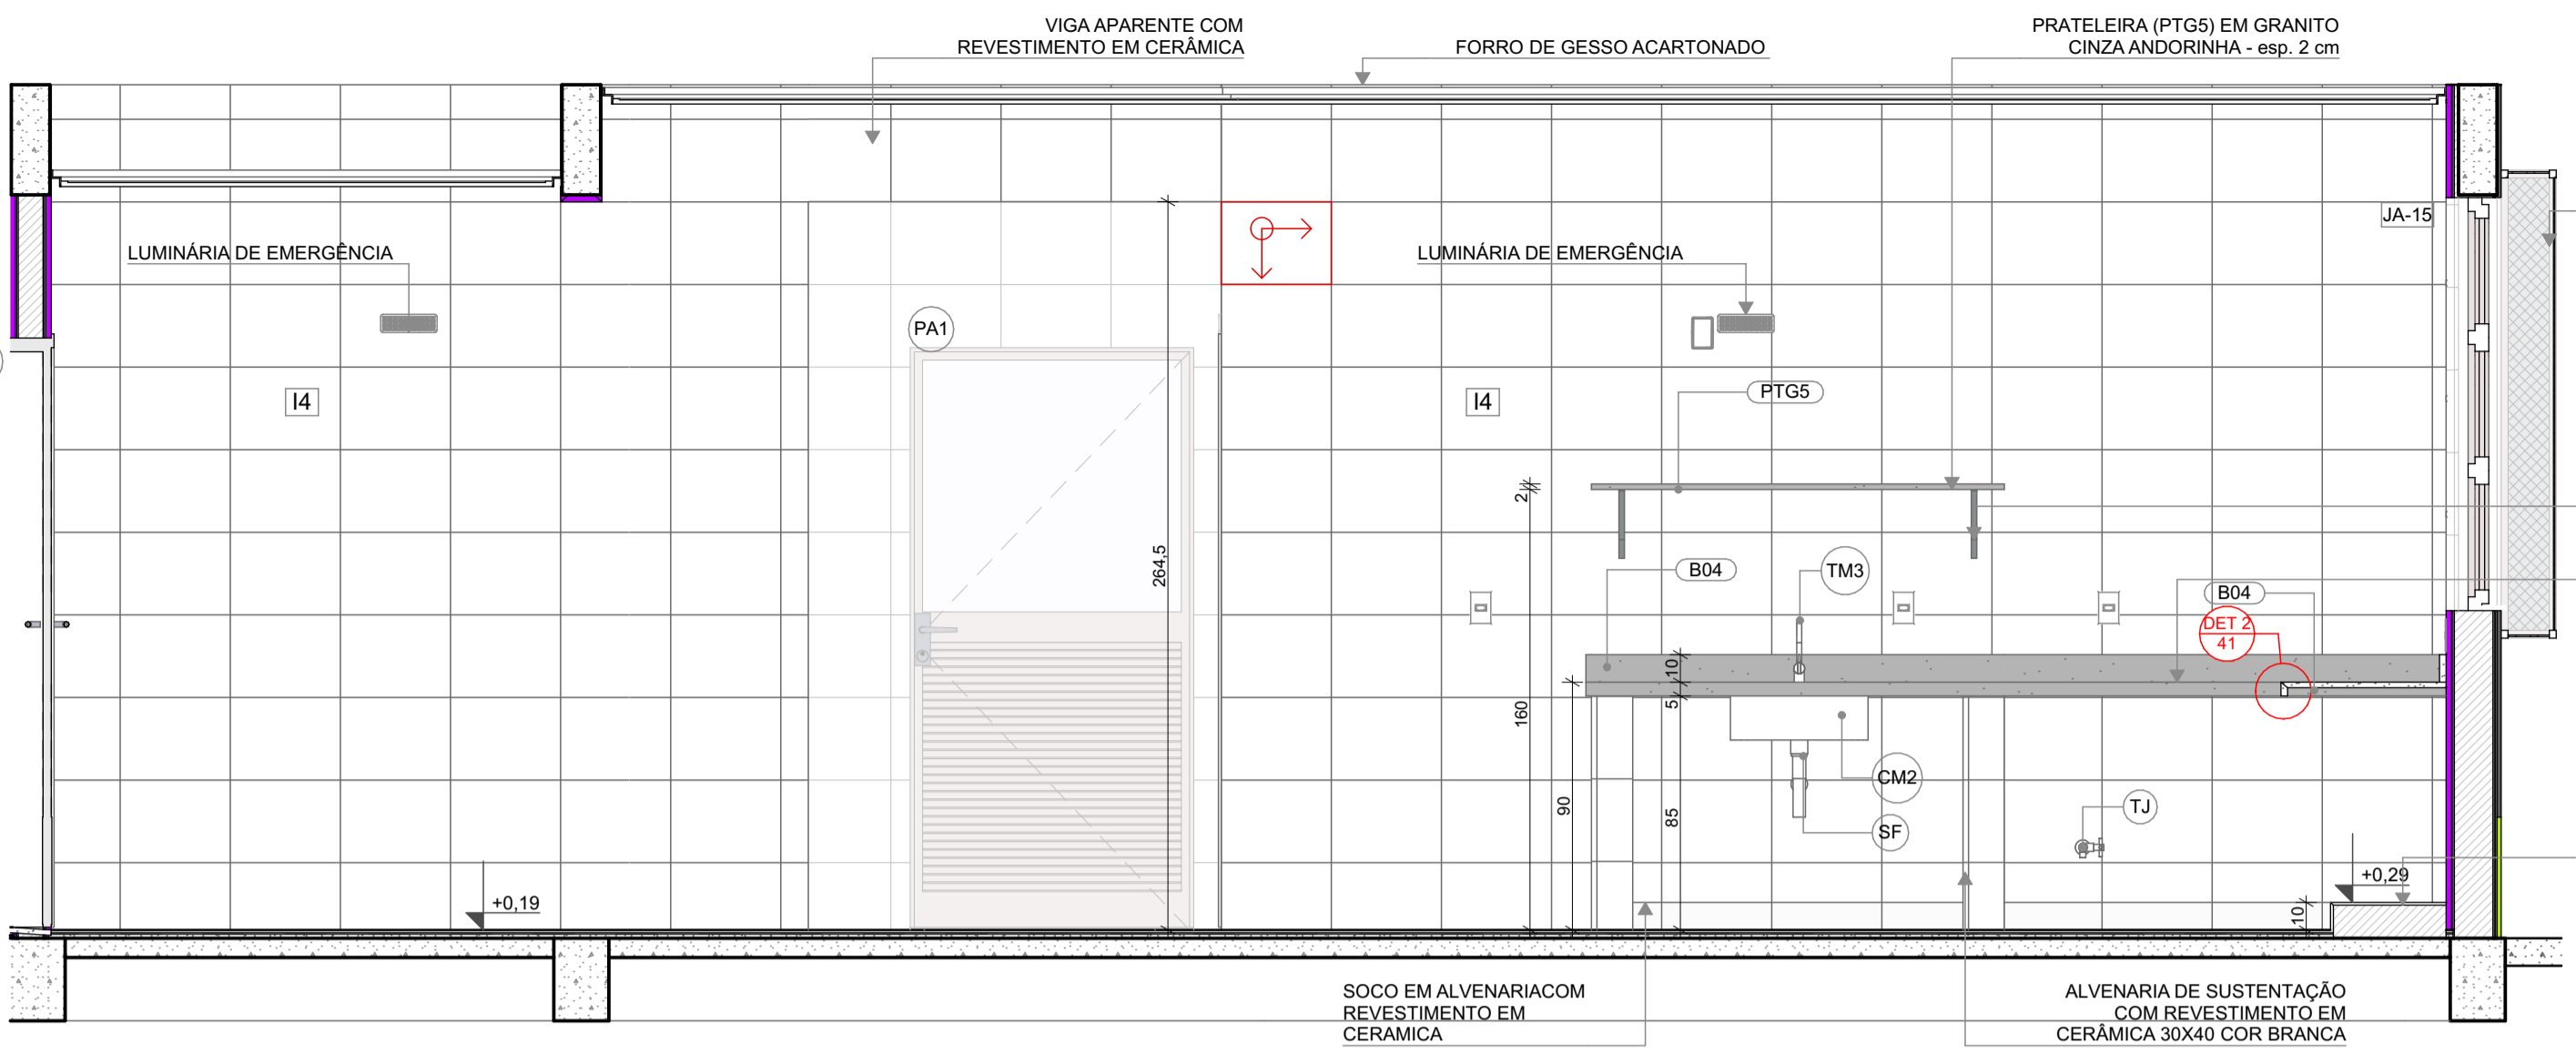 VIGA APARENTE COM
REVESTIMENTO EM CERÂMICA
FORRO DE GESSO ACARTONADO
PRATELEIRA (PTG5) EM GRANITO
CINZA ANDORINHA - esp. 2 cm
JA-15
LUMINÁRIA DE EMERGÊNCIA
LUMINÁRIA DE EMERGÊNCIA
PA1
I4
I4
PTG5
2
264,5
B04
TM3
B04
DET 2
41
10
5
160
90
85
CM2
SF
TJ
+0,19
+0,29
10
SOCO EM ALVENARIACOM
REVESTIMENTO EM
CERAMICA
ALVENARIA DE SUSTENTAÇÃO
COM REVESTIMENTO EM
CERÂMICA 30X40 COR BRANCA